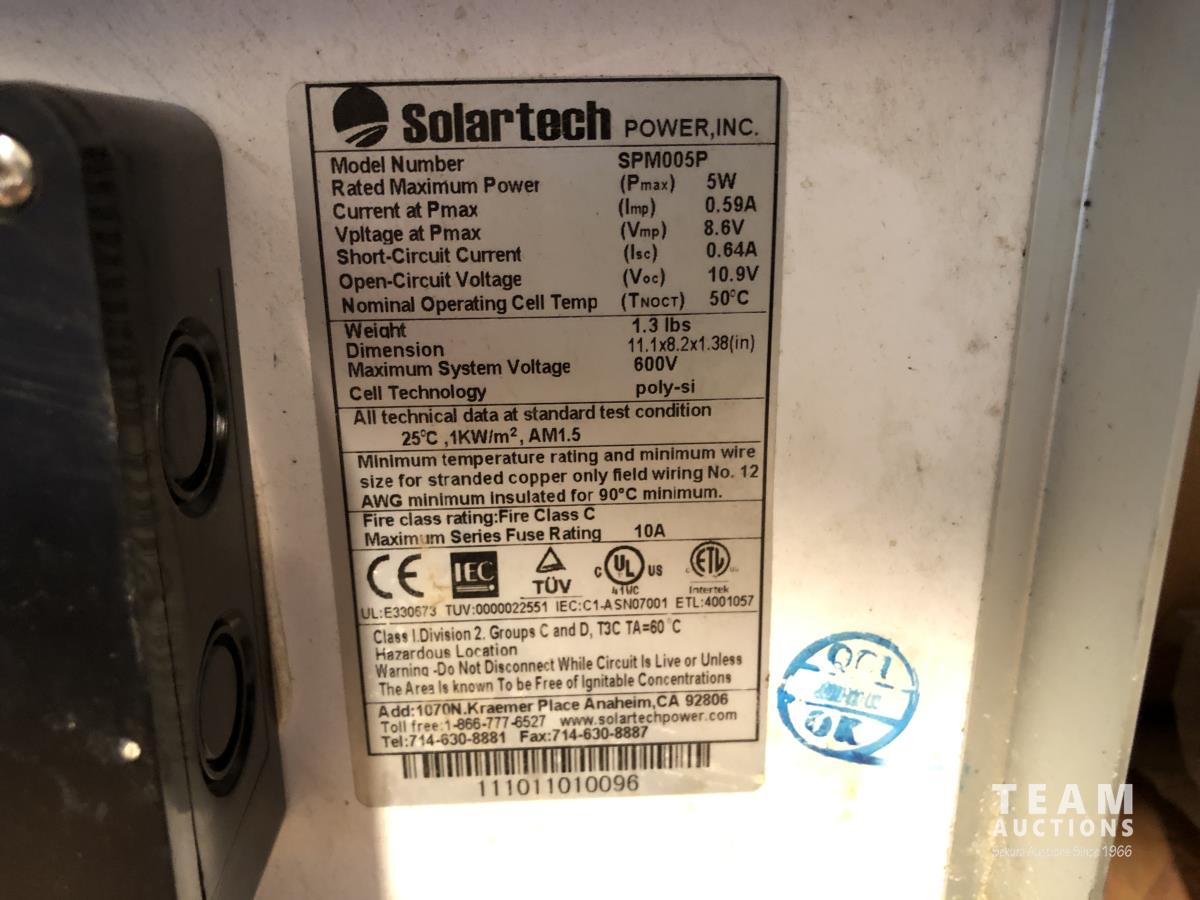 Solartech POWER,INC.
Model Number SPM005P
Rated Maximum Power (Pmax) 5W
Current at Pmax (Imp) 0.59A
Vpltage at Pmax (Vmp) 8.6V
Short-Circuit Current (Isc) 0.64A
Open-Circuit Voltage (Voc) 10.9V
Nominal Operating Cell Temp (TNOCT) 50°C
Weight 1.3 lbs
Dimension 11.1x8.2x1.38(in)
Maximum System Voltage 600V
Cell Technology poly-si
All technical data at standard test condition
25°C ,1KW/m², AM1.5
Minimum temperature rating and minimum wire
size for stranded copper only field wiring No. 12
AWG minimum insulated for 90°C minimum.
Fire class rating:Fire Class C
Maximum Series Fuse Rating 10A
CE IEC TÜV c UL us c ETL us
41WC Intertek
UL:E330673 TUV:0000022551 IEC:C1-ASN07001 ETL:4001057
Class I.Division 2. Groups C and D, T3C TA=60°C
Hazardous Location
Warning -Do Not Disconnect While Circuit Is Live or Unless
The Area Is known To be Free of Ignitable Concentrations
Add:1070N.Kraemer Place Anaheim,CA 92806
Toll free:1-866-777-6527 www.solartechpower.com
Tel:714-630-8881 Fax:714-630-8887
111011010096
QC1
OK
TEAM
AUCTIONS
Auctions Since 1966